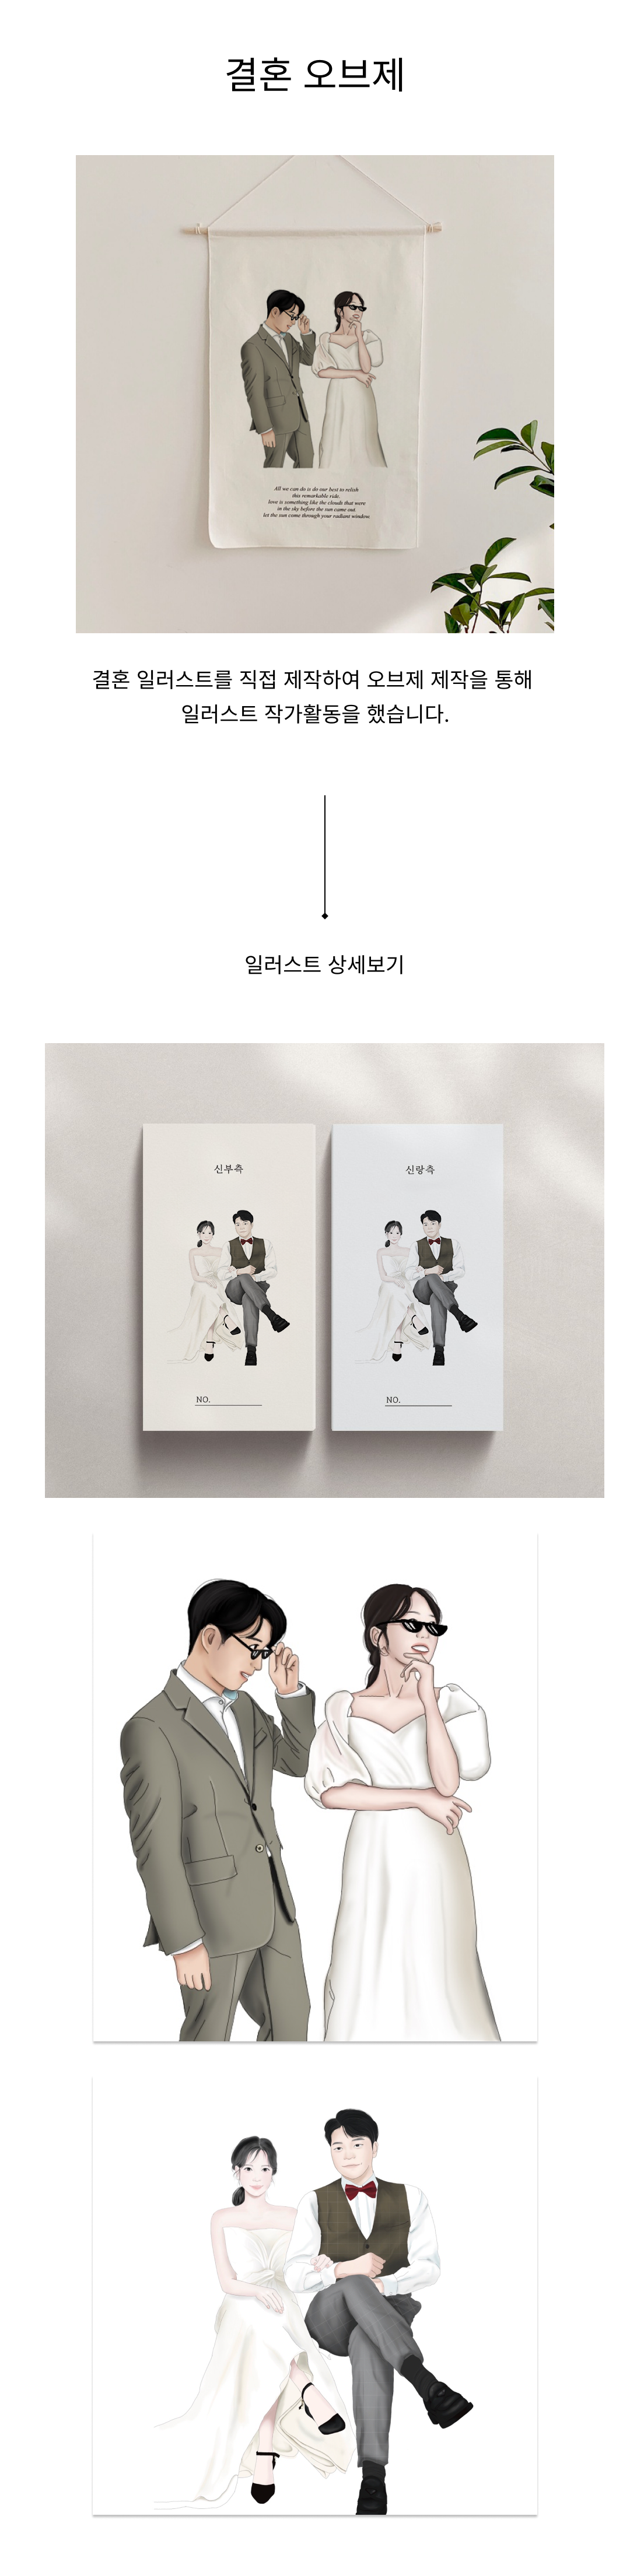 결혼 오브제
All we can do is do our best to relish
this remarkable ride.
love is something like the clouds that were
in the sky before the sun came out.
let the sun come through your radiant window.
결혼 일러스트를 직접 제작하여 오브제 제작을 통해
일러스트 작가활동을 했습니다.
일러스트 상세보기
신부측
신랑측
NO.
NO.